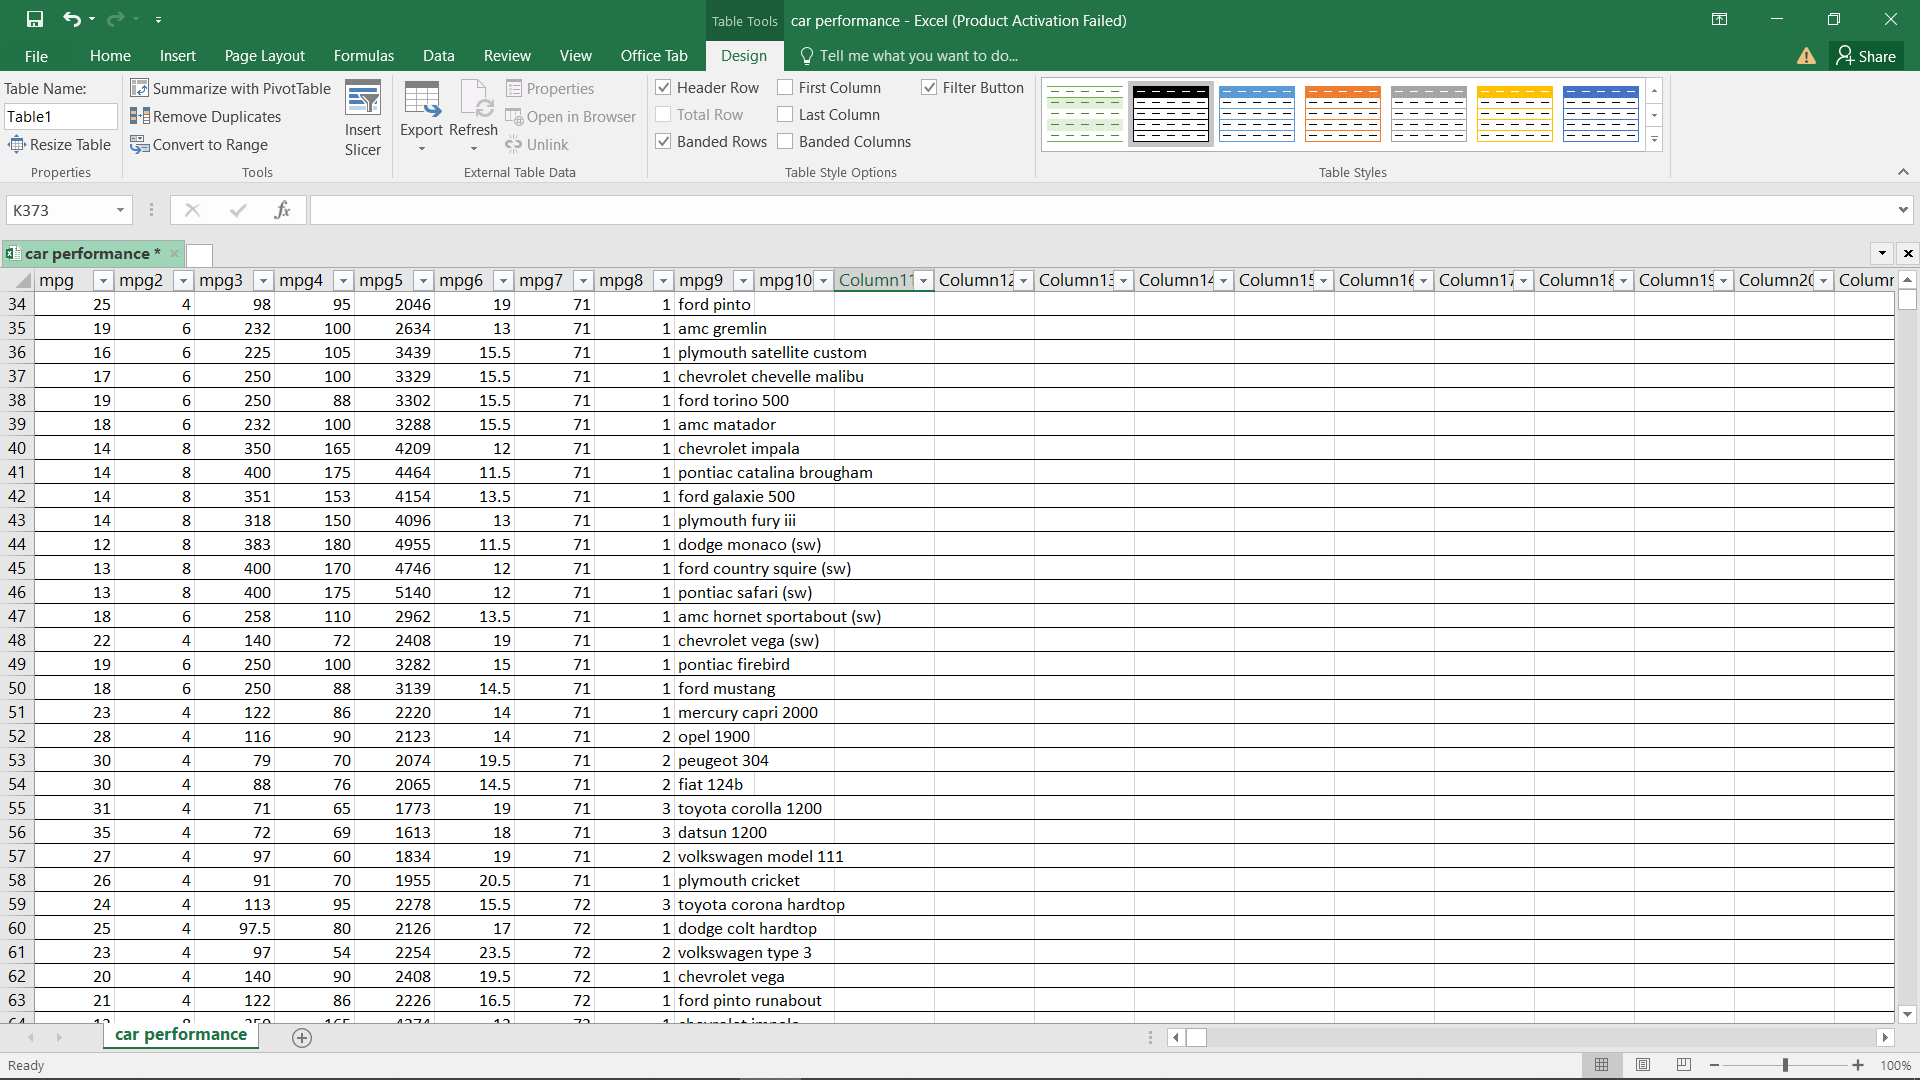 Table Tools
car performance - Excel (Product Activation Failed)
File Home Insert Page Layout Formulas Data Review View Office Tab Design Tell me what you want to do... Share
Table Name: Summarize with PivotTable Properties Header Row First Column Filter Button
Table1 Remove Duplicates Insert Slicer Export Refresh Open in Browser Total Row Last Column
Resize Table Convert to Range Unlink Banded Rows Banded Columns
Properties Tools External Table Data Table Style Options Table Styles
K373 fx
car performance *
mpg mpg2 mpg3 mpg4 mpg5 mpg6 mpg7 mpg8 mpg9 mpg10 Column11 Column12 Column13 Column14 Column15 Column16 Column17 Column18 Column19 Column20 Column
34 25 4 98 95 2046 19 71 1 ford pinto
35 19 6 232 100 2634 13 71 1 amc gremlin
36 16 6 225 105 3439 15.5 71 1 plymouth satellite custom
37 17 6 250 100 3329 15.5 71 1 chevrolet chevelle malibu
38 19 6 250 88 3302 15.5 71 1 ford torino 500
39 18 6 232 100 3288 15.5 71 1 amc matador
40 14 8 350 165 4209 12 71 1 chevrolet impala
41 14 8 400 175 4464 11.5 71 1 pontiac catalina brougham
42 14 8 351 153 4154 13.5 71 1 ford galaxie 500
43 14 8 318 150 4096 13 71 1 plymouth fury iii
44 12 8 383 180 4955 11.5 71 1 dodge monaco (sw)
45 13 8 400 170 4746 12 71 1 ford country squire (sw)
46 13 8 400 175 5140 12 71 1 pontiac safari (sw)
47 18 6 258 110 2962 13.5 71 1 amc hornet sportabout (sw)
48 22 4 140 72 2408 19 71 1 chevrolet vega (sw)
49 19 6 250 100 3282 15 71 1 pontiac firebird
50 18 6 250 88 3139 14.5 71 1 ford mustang
51 23 4 122 86 2220 14 71 1 mercury capri 2000
52 28 4 116 90 2123 14 71 2 opel 1900
53 30 4 79 70 2074 19.5 71 2 peugeot 304
54 30 4 88 76 2065 14.5 71 2 fiat 124b
55 31 4 71 65 1773 19 71 3 toyota corolla 1200
56 35 4 72 69 1613 18 71 3 datsun 1200
57 27 4 97 60 1834 19 71 2 volkswagen model 111
58 26 4 91 70 1955 20.5 71 1 plymouth cricket
59 24 4 113 95 2278 15.5 72 3 toyota corona hardtop
60 25 4 97.5 80 2126 17 72 1 dodge colt hardtop
61 23 4 97 54 2254 23.5 72 2 volkswagen type 3
62 20 4 140 90 2408 19.5 72 1 chevrolet vega
63 21 4 122 86 2226 16.5 72 1 ford pinto runabout
car performance
Ready 100%